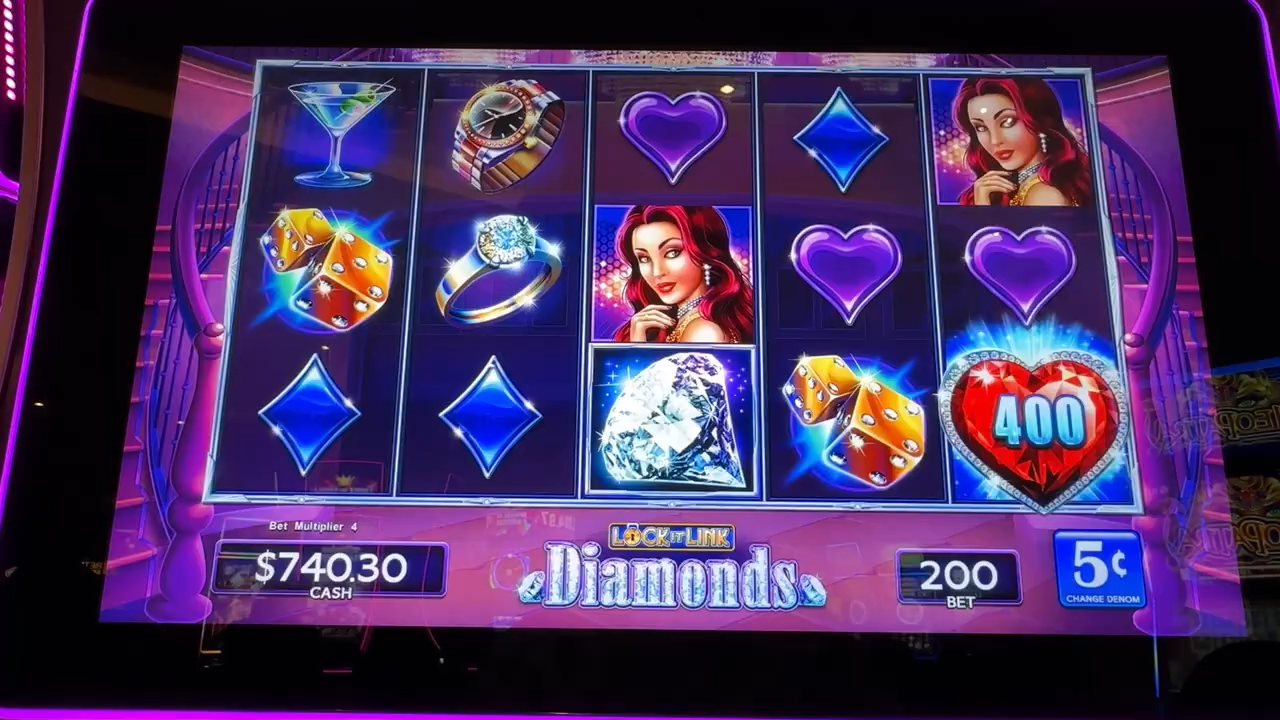 400
Bet Multiplier 4
$740.30
CASH
LOCK IT LINK
Diamonds
200
BET
5¢
CHANGE DENOM